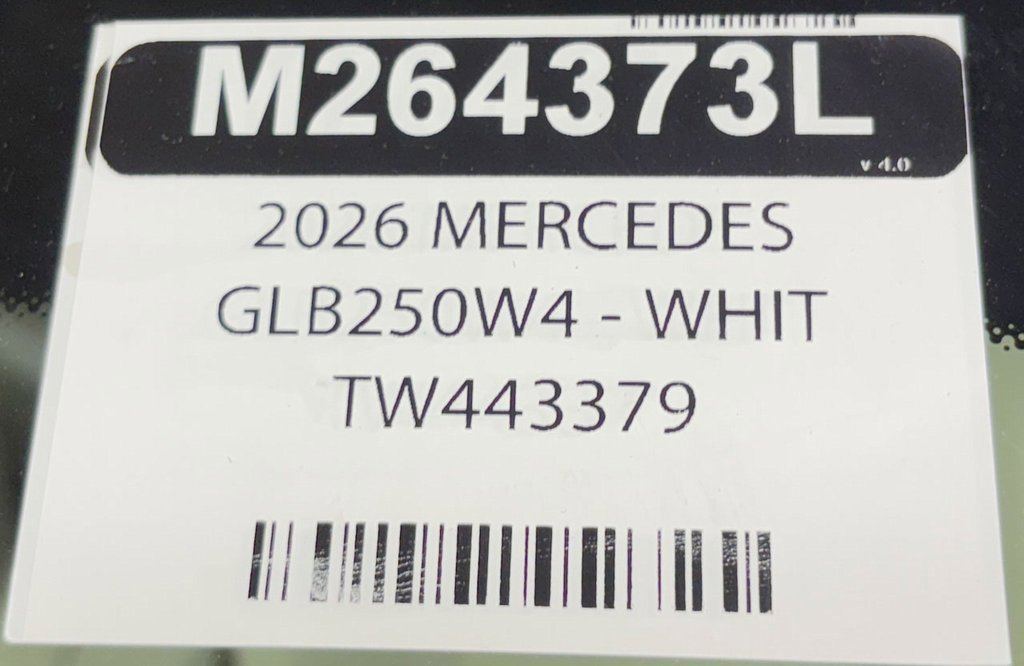 M264373L
v 4.0
2026 MERCEDES
GLB250W4 - WHIT
TW443379